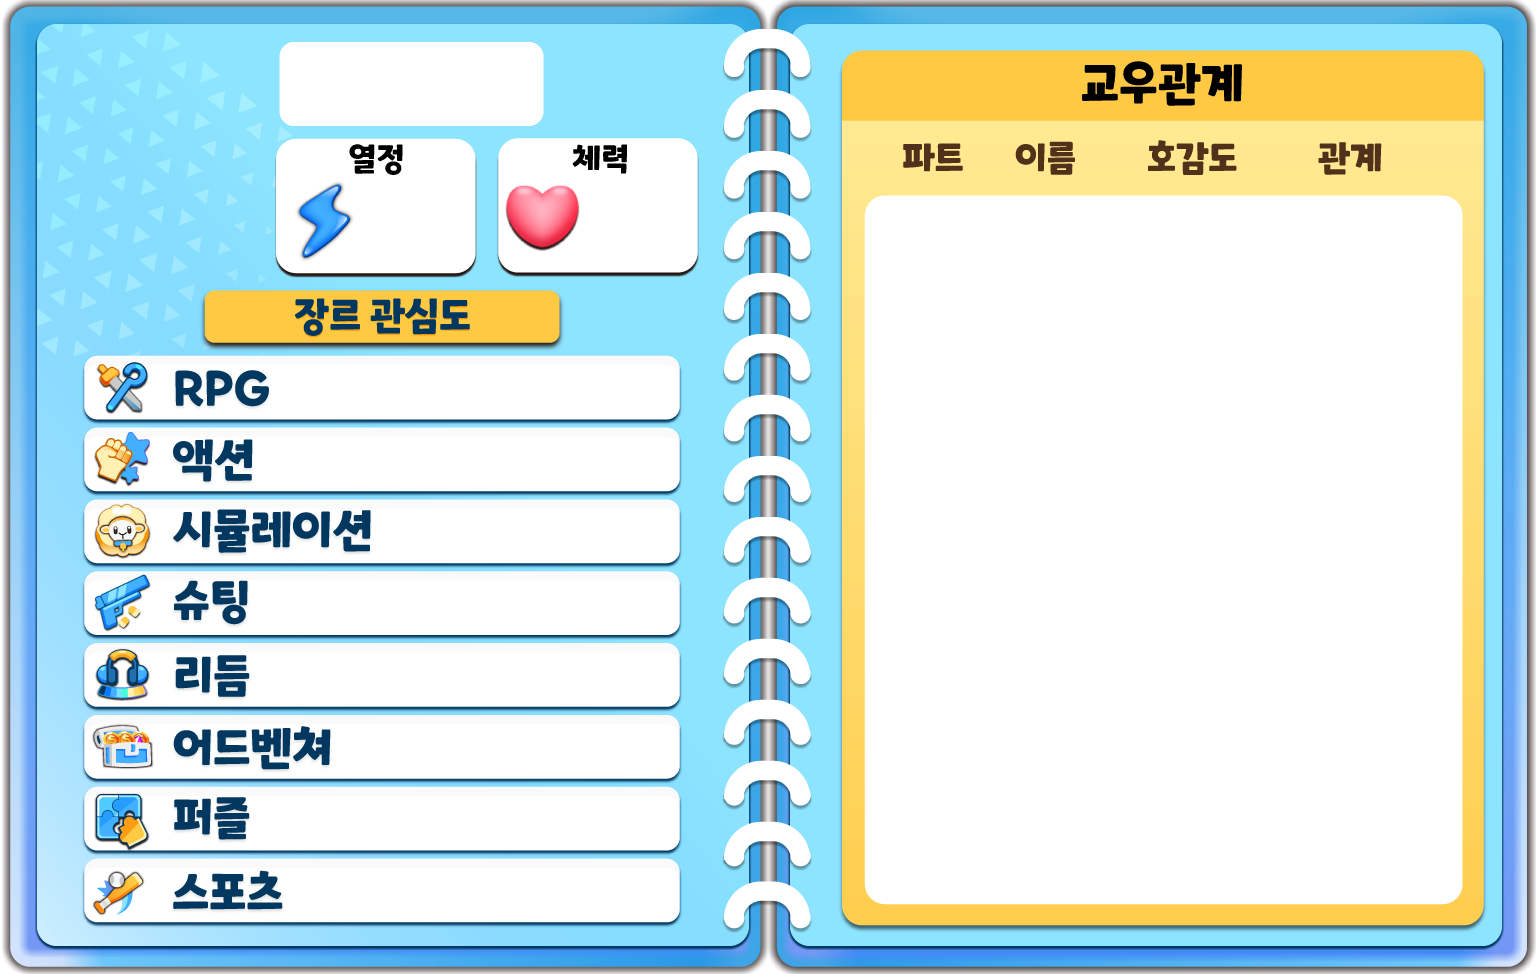 열정
체력
장르 관심도
RPG
액션
시뮬레이션
슈팅
리듬
어드벤쳐
퍼즐
스포츠
교우관계
파트 이름 호감도 관계